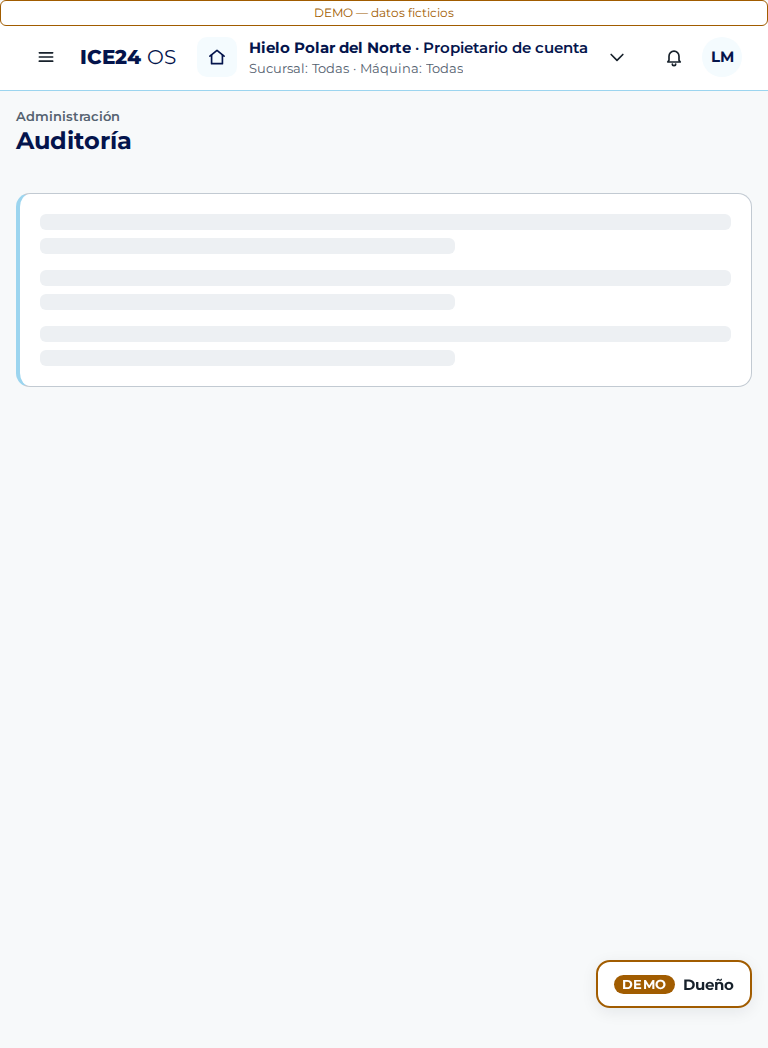 DEMO — datos ficticios
ICE24 OS
Hielo Polar del Norte · Propietario de cuenta
Sucursal: Todas · Máquina: Todas
LM
Administración
Auditoría
DEMO Dueño